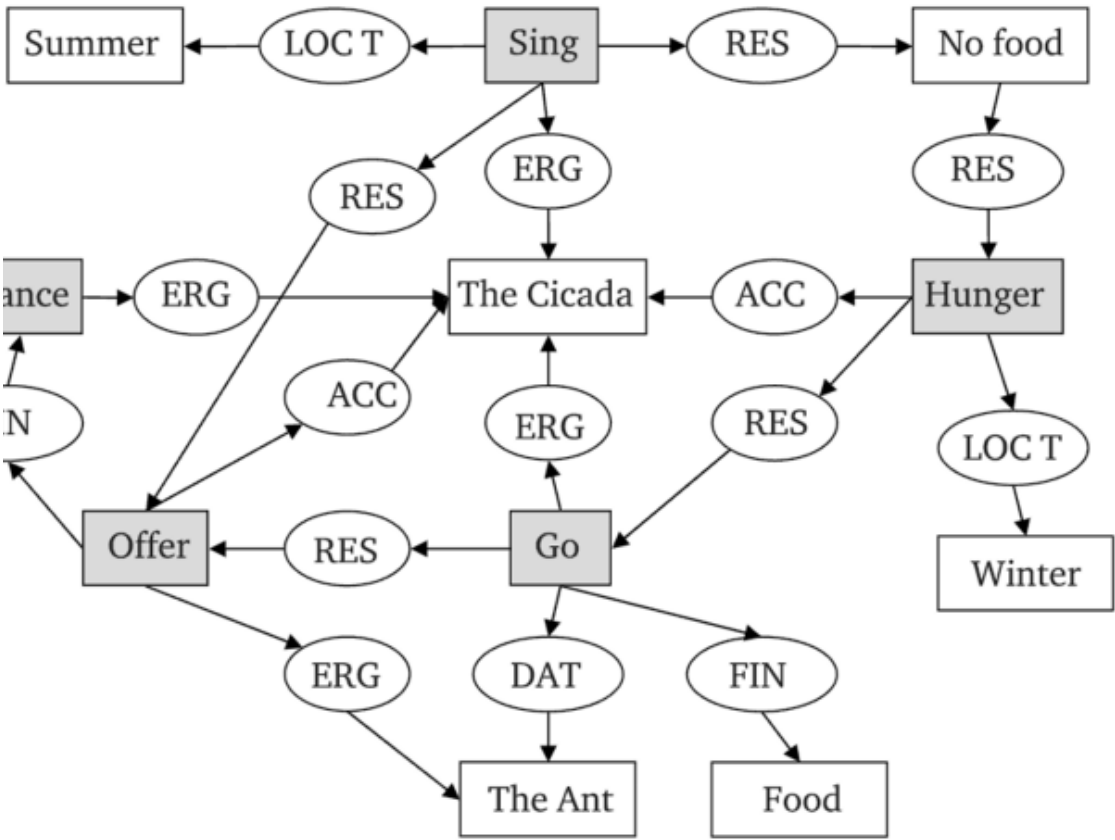 Summer
LOC T
Sing
RES
No food
RES
ERG
RES
ance
ERG
The Cicada
ACC
Hunger
ACC
N
ERG
RES
LOC T
Offer
RES
Go
Winter
ERG
DAT
FIN
The Ant
Food